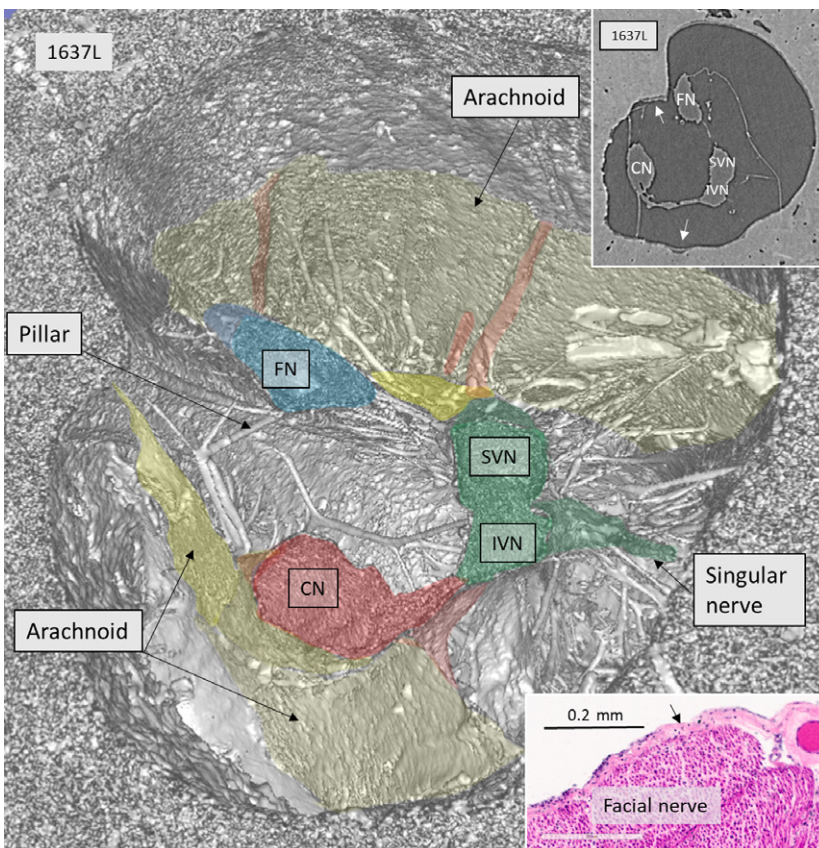 1637L
Arachnoid
1637L
FN
CN
SVN
IVN
Pillar
FN
SVN
IVN
CN
Singular
nerve
Arachnoid
0.2 mm
Facial nerve